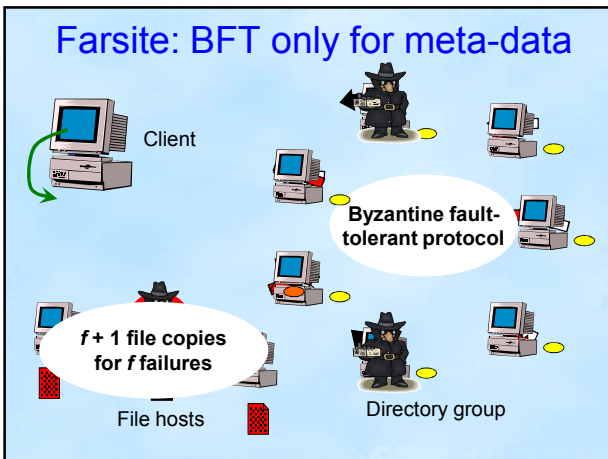 Farsite: BFT only for meta-data
Client
Byzantine fault-
tolerant protocol
f + 1 file copies
for f failures
File hosts
Directory group